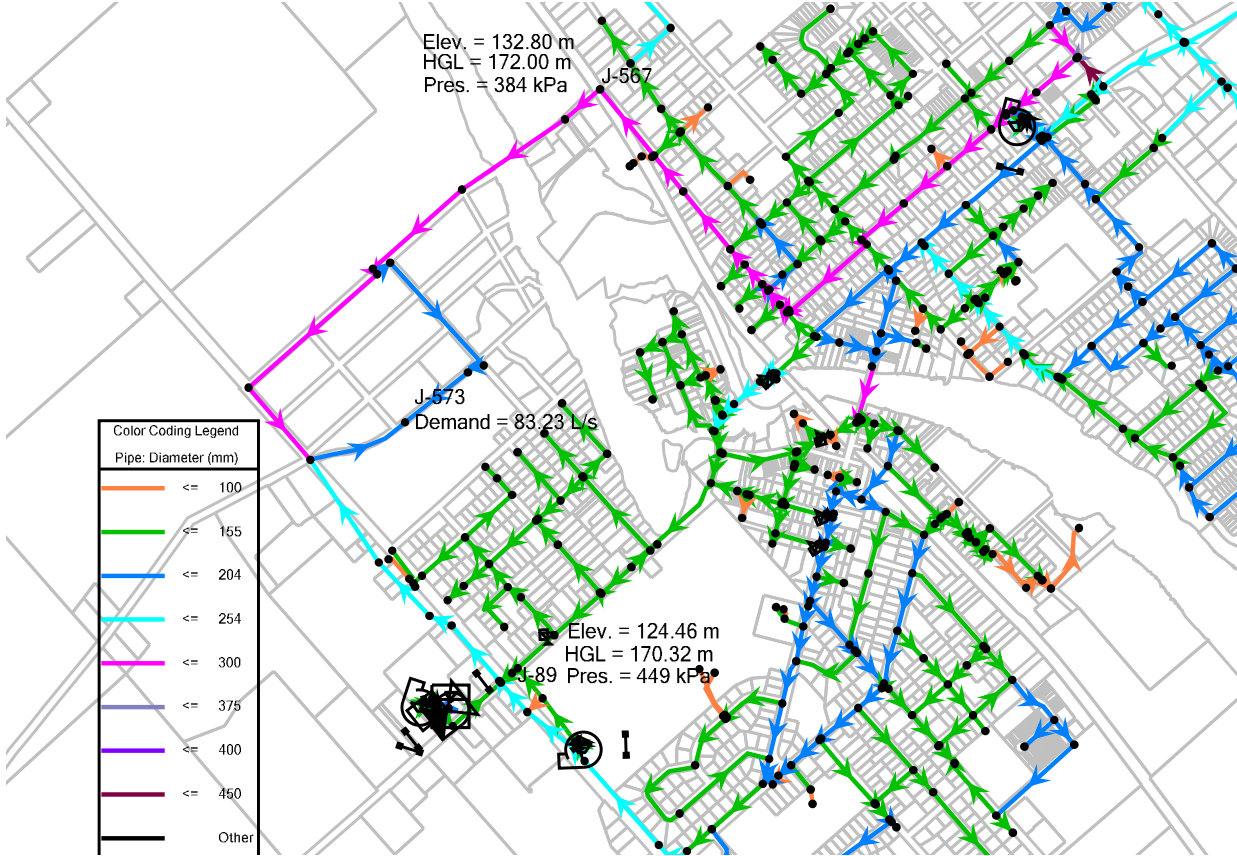 Elev. = 132.80 m
HGL = 172.00 m
Pres. = 384 kPa
J-567
J-573
Demand = 83.23 L/s
Color Coding Legend
Pipe: Diameter (mm)
<= 100
<= 155
<= 204
<= 254
<= 300
<= 375
<= 400
<= 450
Other
Elev. = 124.46 m
HGL = 170.32 m
J-89
Pres. = 449 kPa